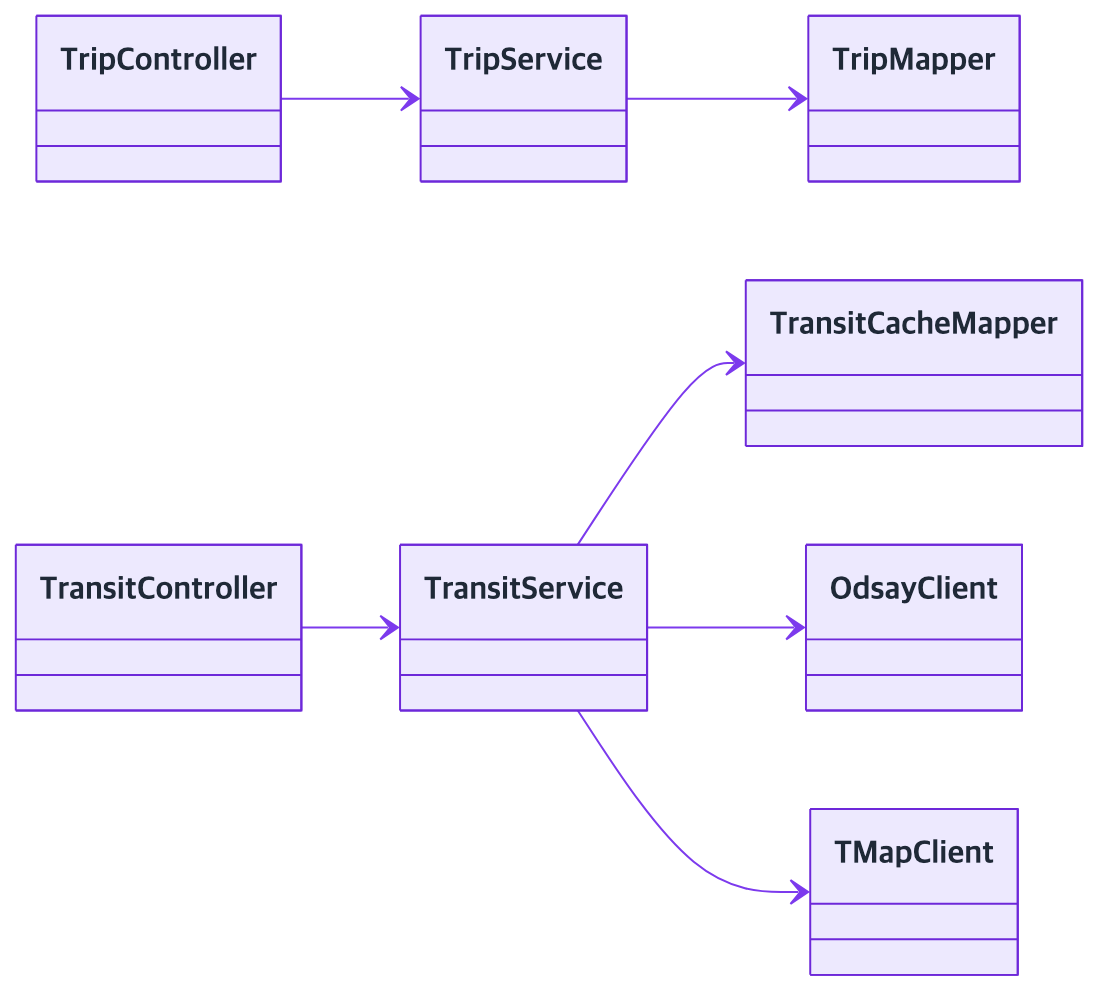 TripController
TripService
TripMapper
TransitCacheMapper
TransitController
TransitService
OdsayClient
TMapClient